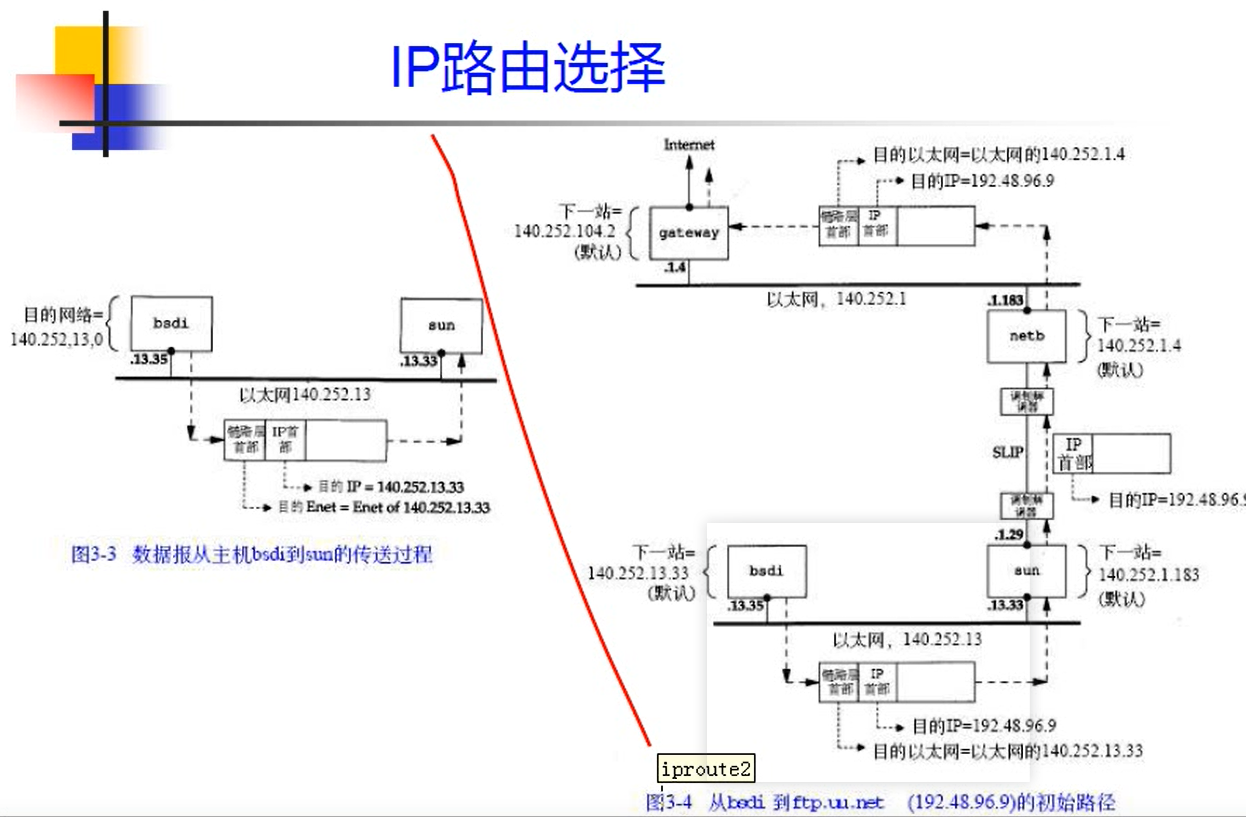 IP路由选择
目的网络=
140.252,13,0
bsdi
.13.35
sun
.13.33
以太网140.252.13
链路层
首部
IP首
部
目的 IP = 140.252.13.33
目的 Enet = Enet of 140.252.13.33
图3-3 数据报从主机bsdi到sun的传送过程
Internet
目的以太网=以太网的140.252.1.4
目的IP=192.48.96.9
下一站=
140.252.104.2
(默认)
gateway
.1.4
链路层
首部
IP
首部
以太网，140.252.1
.1.183
netb
下一站=
140.252.1.4
(默认)
调制解
调器
SLIP
IP
首部
目的IP=192.48.96.9
调制解
调器
.1.29
下一站=
140.252.13.33
(默认)
bsdi
.13.35
sun
.13.33
下一站=
140.252.1.183
(默认)
以太网，140.252.13
链路层
首部
IP
首部
目的IP=192.48.96.9
目的以太网=以太网的140.252.13.33
iproute2
图3-4 从bsdi 到ftp.uu.net (192.48.96.9)的初始路径